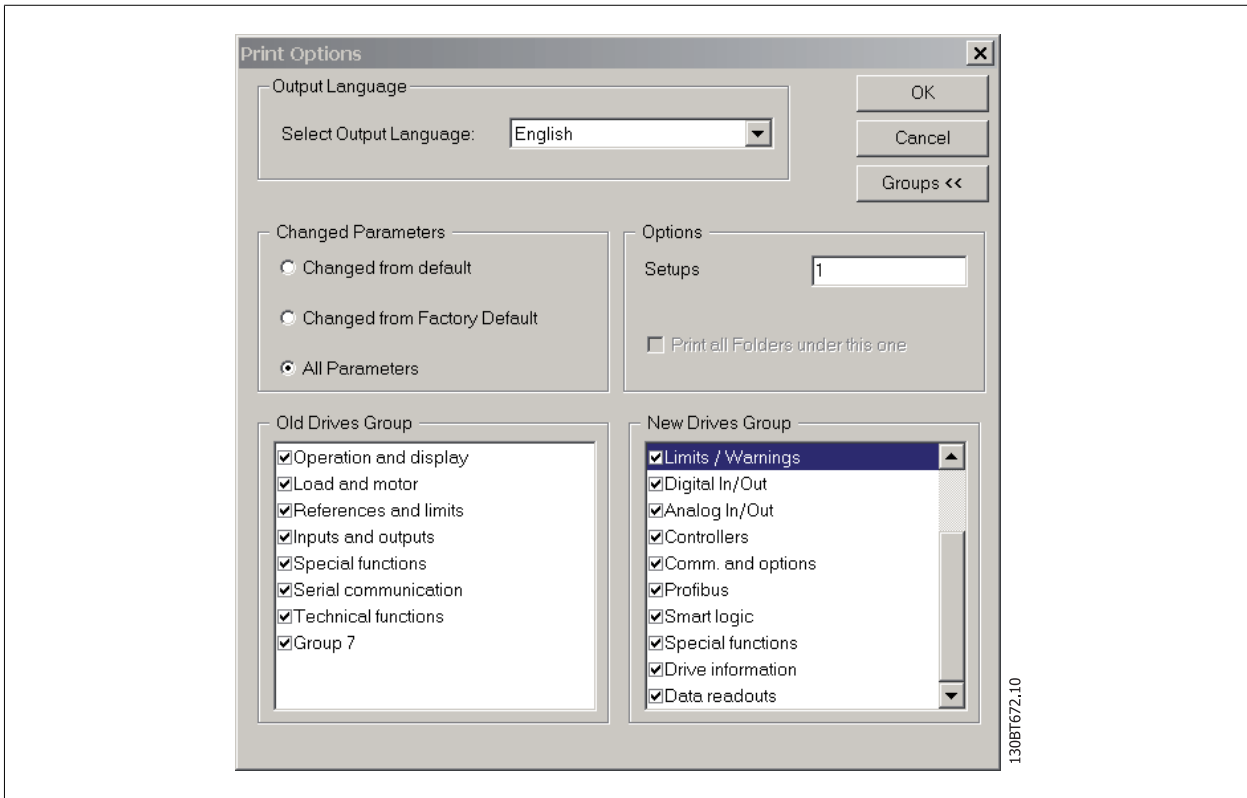 Print Options
Output Language
Select Output Language: English
OK
Cancel
Groups <<
Changed Parameters
Changed from default
Changed from Factory Default
All Parameters
Options
Setups 1
Print all Folders under this one
Old Drives Group
Operation and display
Load and motor
References and limits
Inputs and outputs
Special functions
Serial communication
Technical functions
Group 7
New Drives Group
Limits / Warnings
Digital In/Out
Analog In/Out
Controllers
Comm. and options
Profibus
Smart logic
Special functions
Drive information
Data readouts
130BT672.10